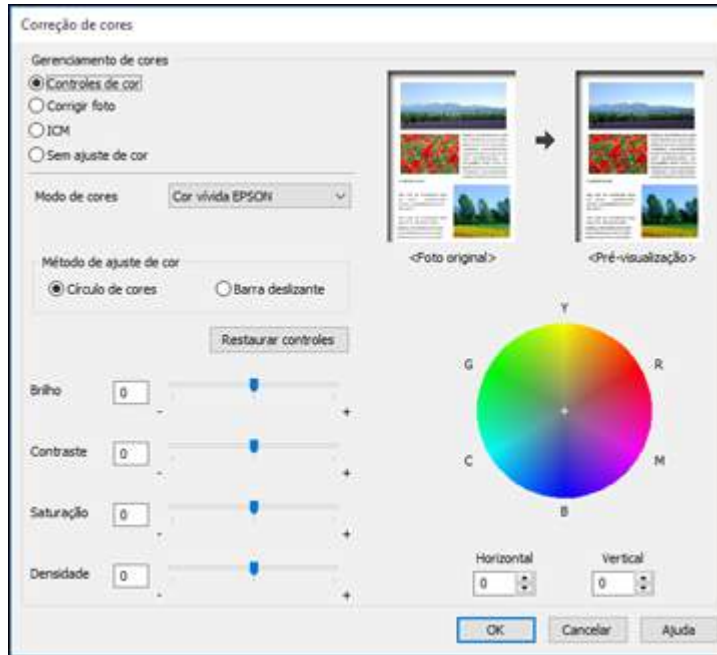 Correção de cores
Gerenciamento de cores
Controles de cor
Corrigir foto
ICM
Sem ajuste de cor
Modo de cores
Cor vívida EPSON
<Foto original>
<Pré-visualização>
Método de ajuste de cor
Círculo de cores
Barra deslizante
Restaurar controles
Brilho
0
-
+
Contraste
0
-
+
Saturação
0
-
+
Densidade
0
-
+
Y
G
R
C
M
B
Horizontal
Vertical
0
0
OK
Cancelar
Ajuda